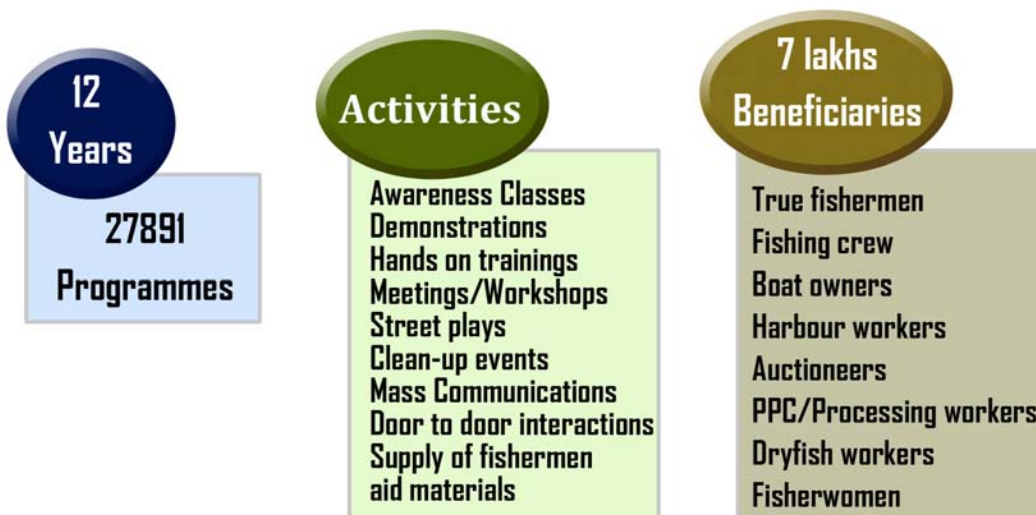 12
Years
27891
Programmes
Activities
Awareness Classes
Demonstrations
Hands on trainings
Meetings/Workshops
Street plays
Clean-up events
Mass Communications
Door to door interactions
Supply of fishermen
aid materials
7 lakhs
Beneficiaries
True fishermen
Fishing crew
Boat owners
Harbour workers
Auctioneers
PPC/Processing workers
Dryfish workers
Fisherwomen